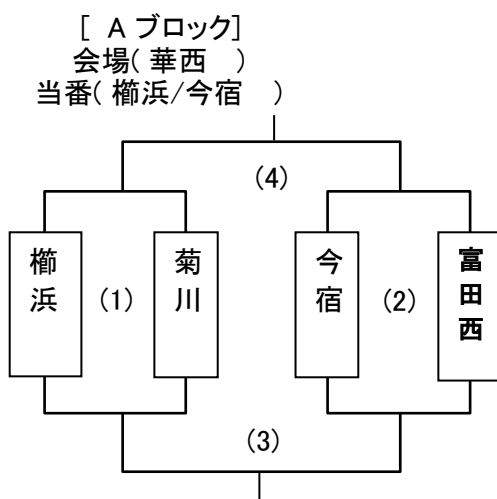 [ A ブロック]
会場( 華西 )
当番( 櫛浜/今宿 )
(4)
櫛浜
(1)
菊川
今宿
(2)
富田西
(3)